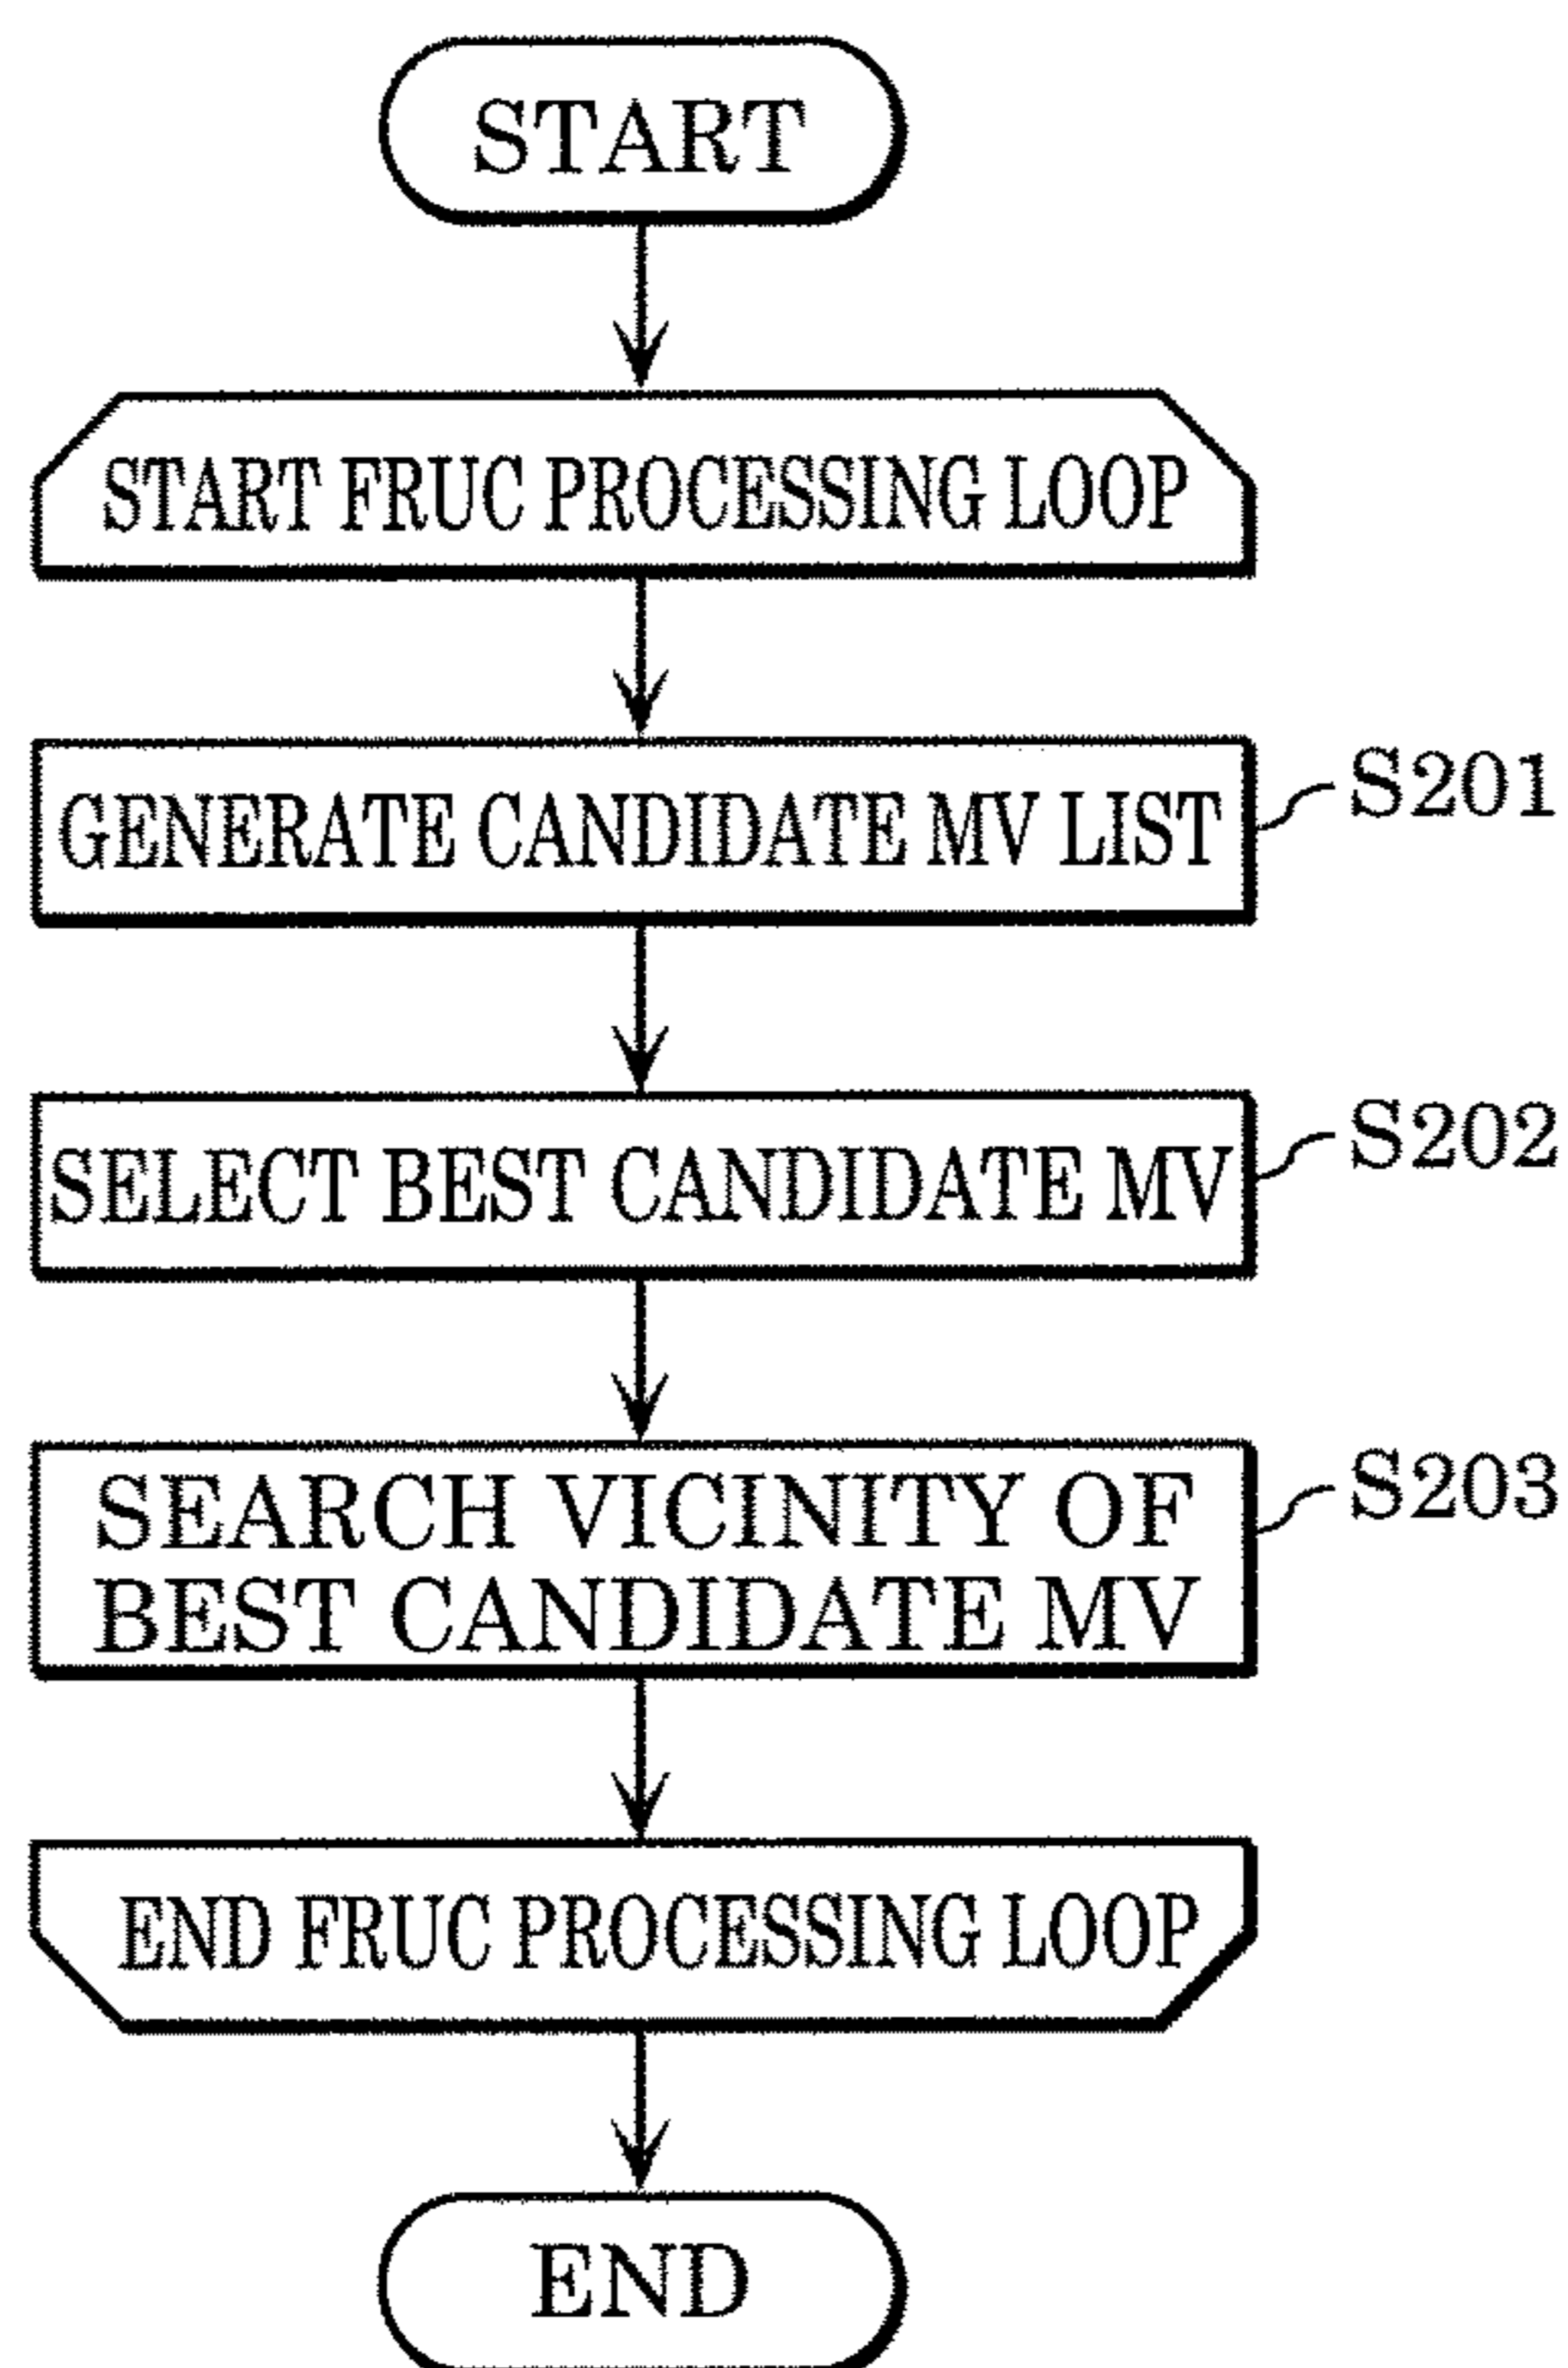 START
START FRUC PROCESSING LOOP
GENERATE CANDIDATE MV LIST
S201
SELECT BEST CANDIDATE MV
S202
SEARCH VICINITY OF
BEST CANDIDATE MV
S203
END FRUC PROCESSING LOOP
END